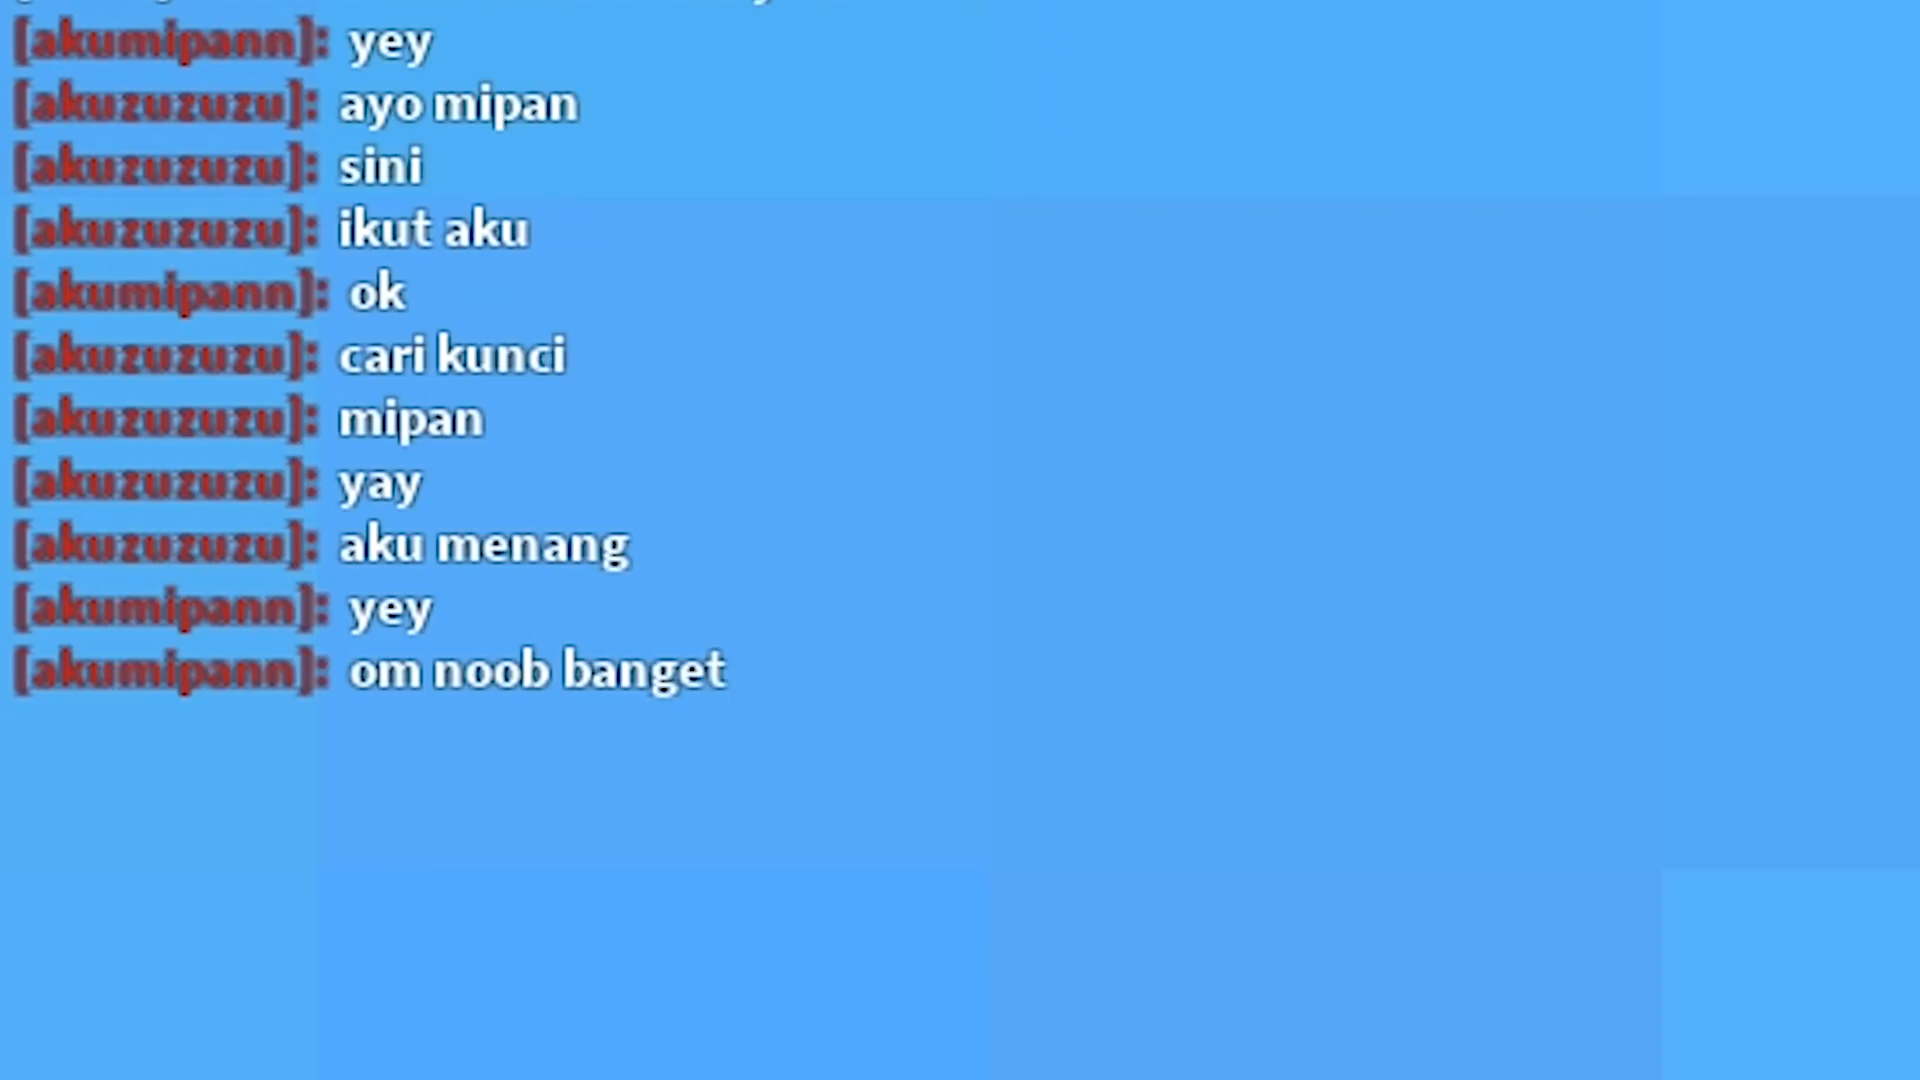 [akumipann]: yey
[akuzuzuzu]: ayo mipan
[akuzuzuzu]: sini
[akuzuzuzu]: ikut aku
[akumipann]: ok
[akuzuzuzu]: cari kunci
[akuzuzuzu]: mipan
[akuzuzuzu]: yay
[akuzuzuzu]: aku menang
[akumipann]: yey
[akumipann]: om noob banget